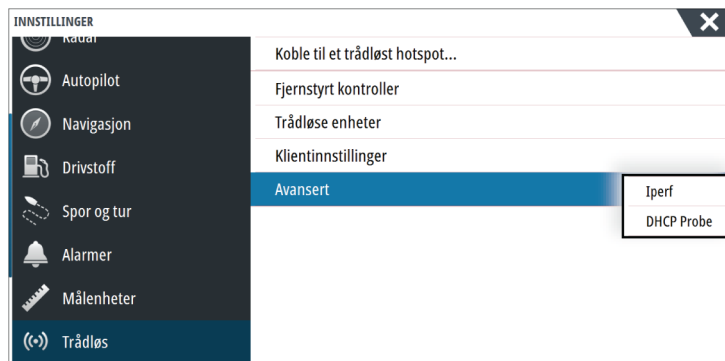 INNSTILLINGER
Radar
Autopilot
Navigasjon
Drivstoff
Spor og tur
Alarmer
Målenheter
Trådløs
Koble til et trådløst hotspot...
Fjernstyrt kontroller
Trådløse enheter
Klientinnstillinger
Avansert
Iperf
DHCP Probe